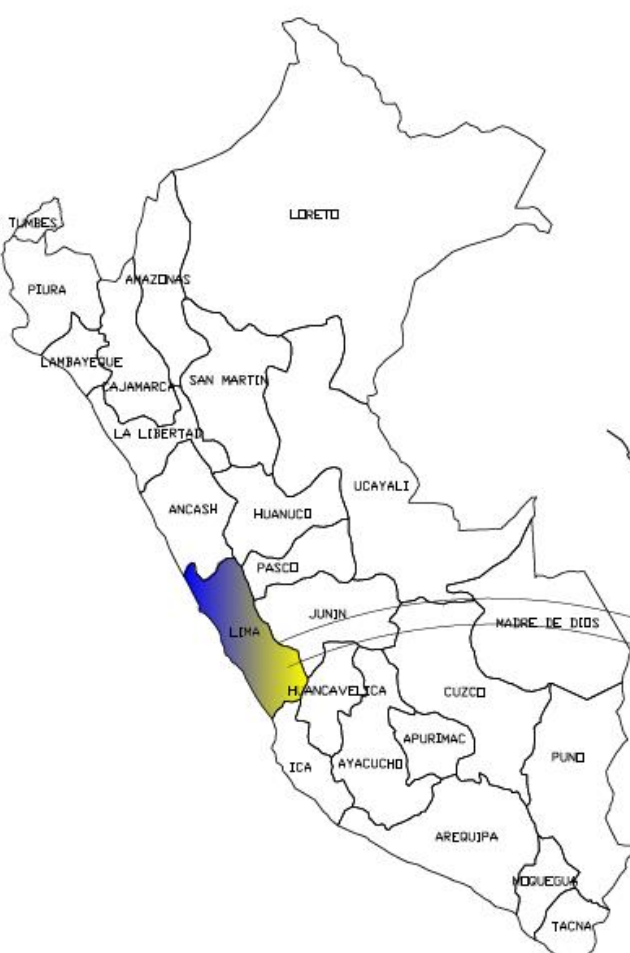 LORETO
TUMBES
AMAZONAS
PIURA
LAMBAYEQUE
CAJAMARCA
SAN MARTIN
LA LIBERTAD
UCAYALI
ANCASH
HUANUCO
PASCO
JUNIN
MADRE DE DIOS
LIMA
HUANCAVELICA
CUZCO
APURIMAC
PUNO
ICA
AYACUCHO
AREQUIPA
MOQUEGUA
TACNA